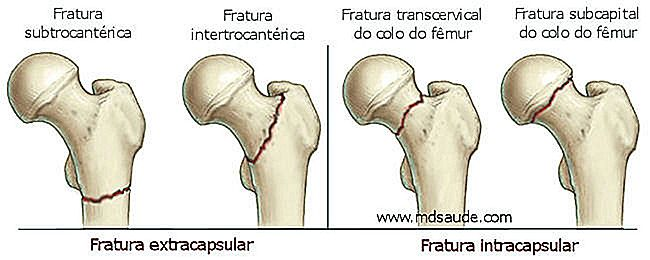 Fratura
subtrocantérica
Fratura
intertrocantérica
Fratura transcervical
do colo do fêmur
Fratura subcapital
do colo do fêmur
www.mdsaude.com
Fratura extracapsular
Fratura intracapsular